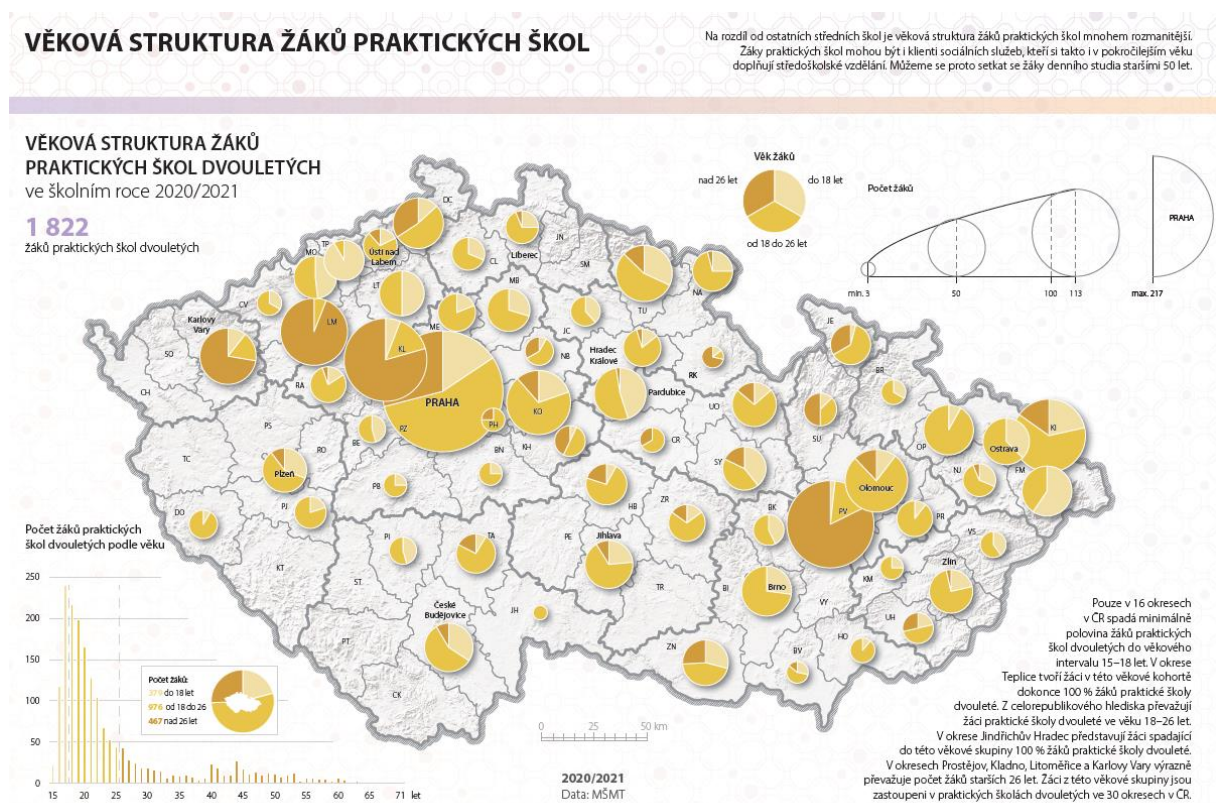 VĚKOVÁ STRUKTURA ŽÁKŮ PRAKTICKÝCH ŠKOL
Na rozdíl od ostatních středních škol je věková struktura žáků praktických škol mnohem rozmanitější.
Žáky praktických škol mohou být i klienti sociálních služeb, kteří si takto i v pokročilejším věku
doplňují středoškolské vzdělání. Můžeme se proto setkat se žáky denního studia staršími 50 let.
VĚKOVÁ STRUKTURA ŽÁKŮ
PRAKTICKÝCH ŠKOL DVOULETÝCH
ve školním roce 2020/2021
1 822
žáků praktických škol dvouletých
Věk žáků
nad 26 let
do 18 let
od 18 do 26 let
Počet žáků
min. 3
50
100
113
max. 217
PRAHA
DC
TP
MO
Ústí nad
Labem
CL
Liberec
JN
SM
LT
CV
MB
TU
NA
Karlovy
Vary
LM
ME
JC
SO
KL
NB
Hradec
Králové
JE
CH
RA
RK
BR
PRAHA
KO
Pardubice
UO
PS
BE
PZ
PH
SU
RO
KH
CR
OP
Ostrava
KI
TC
Plzeň
BN
SY
NJ
FM
PB
Olomouc
HB
ZR
DO
PJ
BK
PV
PR
PI
TA
PE
Jihlava
VS
KT
ST
KM
Zlín
TR
BI
Brno
VY
JH
UH
České
Budějovice
HO
PT
ZN
BV
CK
Počet žáků praktických
škol dvouletých podle věku
250
200
150
100
50
0
15
20
25
30
35
40
45
50
55
60
65
71 let
Počet žáků:
379 do 18 let
976 od 18 do 26
467 nad 26 let
0
25
50 km
2020/2021
Data: MŠMT
Pouze v 16 okresech
v ČR spadá minimálně
polovina žáků praktických
škol dvouletých do věkového
intervalu 15–18 let. V okrese
Teplice tvoří žáci v této věkové kohortě
dokonce 100 % žáků praktické školy
dvouleté. Z celorepublikového hlediska převažují
žáci praktické školy dvouleté ve věku 18–26 let.
V okrese Jindřichův Hradec představují žáci spadající
do této věkové skupiny 100 % žáků praktické školy dvouleté.
V okresech Prostějov, Kladno, Litoměřice a Karlovy Vary výrazně
převažuje počet žáků starších 26 let. Žáci z této věkové skupiny jsou
zastoupeni v praktických školách dvouletých ve 30 okresech v ČR.